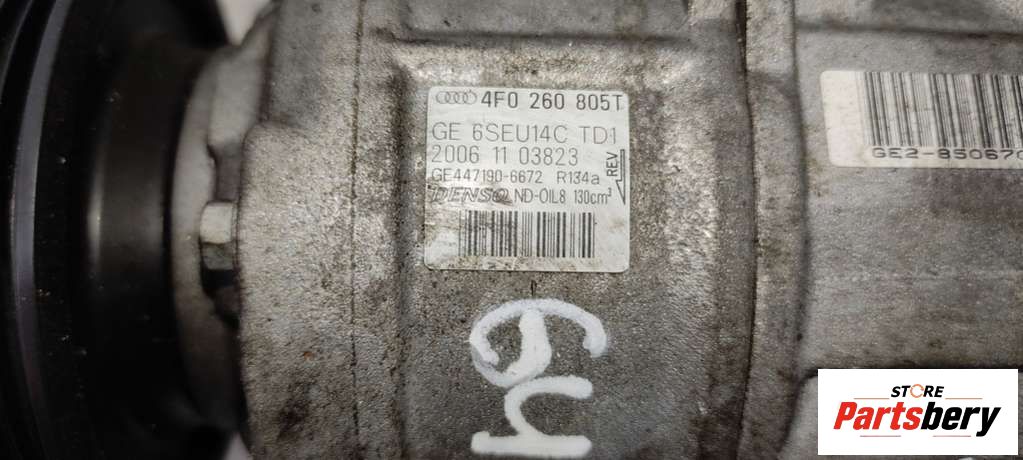 4F0 260 805T
GE 6SEU14C TD1
2006 11 03823
GE447190-6672 R134a
DENSO ND-OIL8 130cm³
REV
GE2-85067
STORE
Partsbery